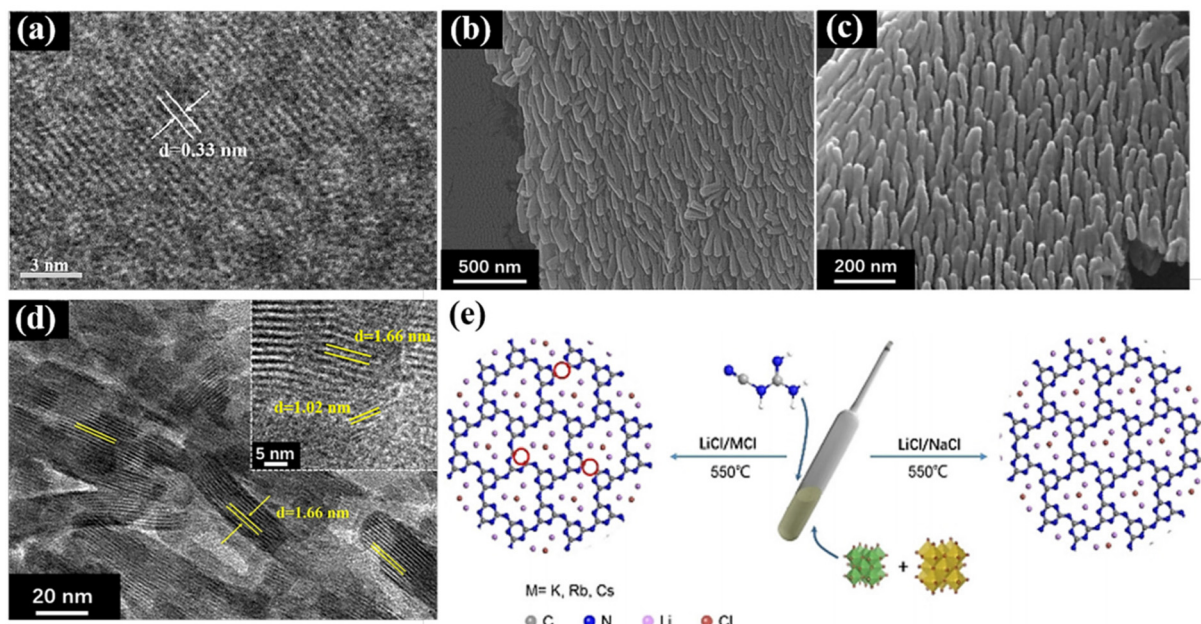 (a)
d=0.33 nm
3 nm
(b)
500 nm
(c)
200 nm
(d)
d=1.66 nm
20 nm
d=1.66 nm
d=1.02 nm
5 nm
(e)
LiCl/MCl
550℃
LiCl/NaCl
550℃
+
M= K, Rb, Cs
C N Li Cl